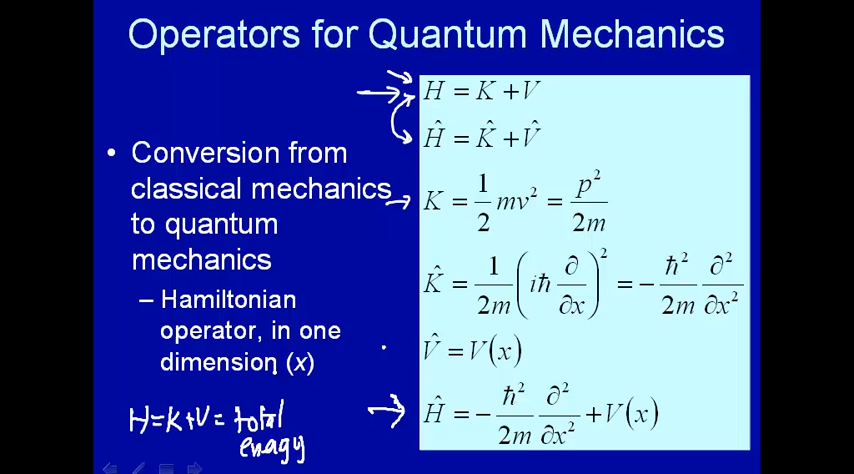 Operators for Quantum Mechanics
• Conversion from
classical mechanics
to quantum
mechanics
– Hamiltonian
operator, in one
dimension (x)
H=K+V= total
enagy
H = K + V
Ĥ = K̂ + V̂
K = 1/2 mv² = p²/2m
K̂ = 1/2m (iħ ∂/∂x)² = − ħ²/2m ∂²/∂x²
V̂ = V(x)
Ĥ = − ħ²/2m ∂²/∂x² + V(x)